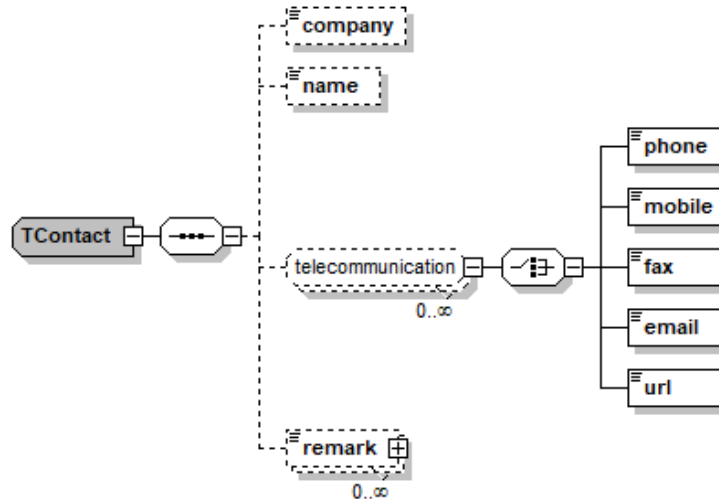 company
name
TContact
telecommunication
0..∞
phone
mobile
fax
email
url
remark
0..∞